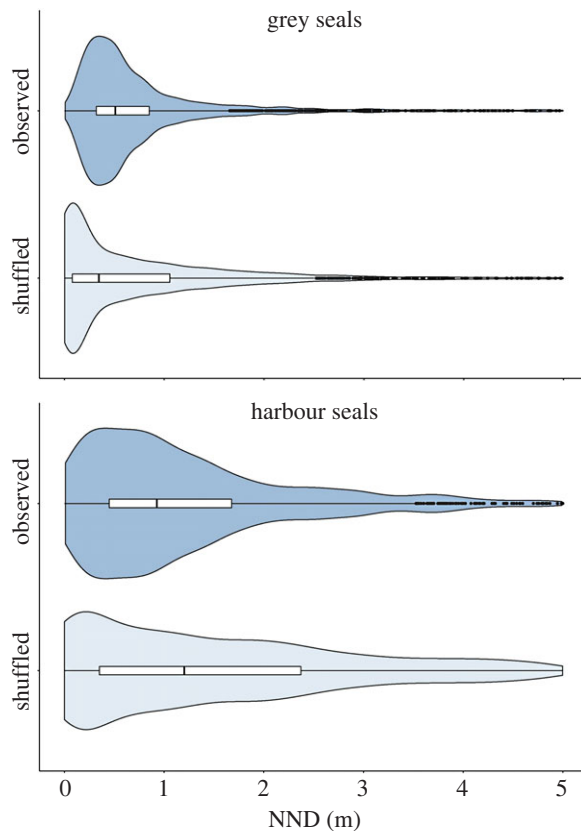 grey seals
observed
shuffled
harbour seals
observed
shuffled
0 1 2 3 4 5
NND (m)